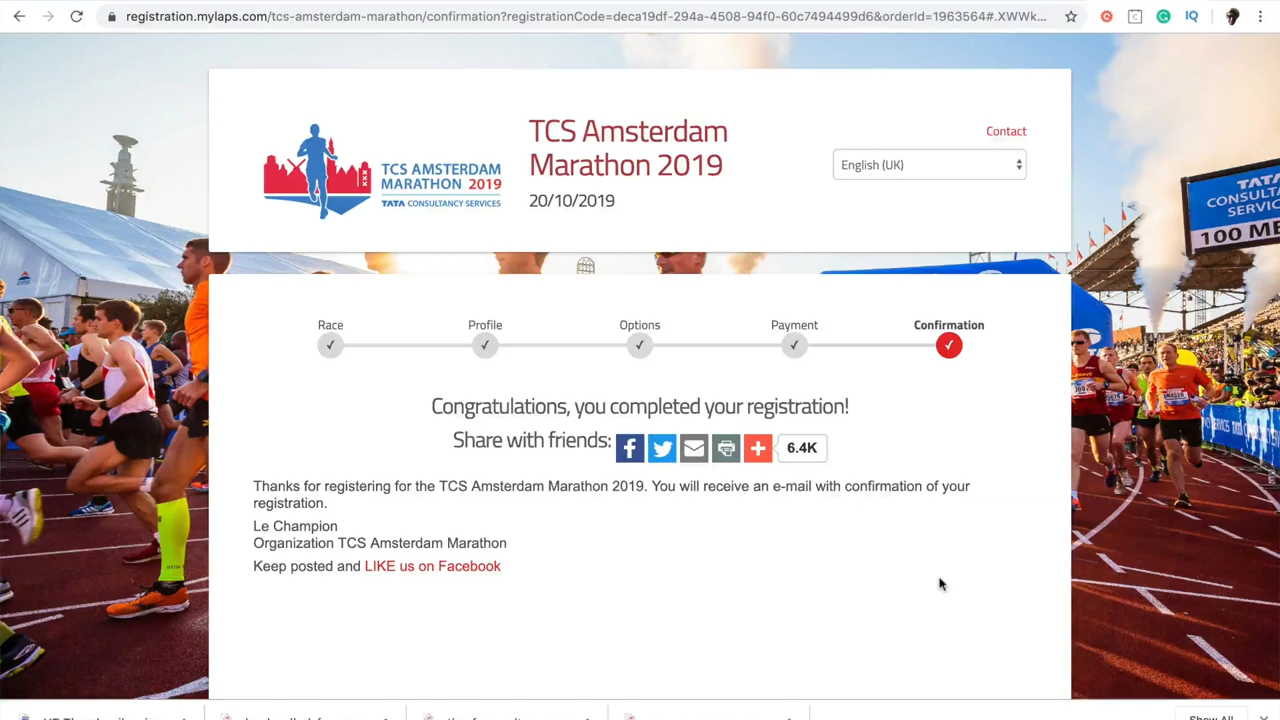 registration.mylaps.com/tcs-amsterdam-marathon/confirmation?registrationCode=deca19df-294a-4508-94f0-60c7494499d6&orderId=1963564#.XWWk...
TCS AMSTERDAM
MARATHON 2019
TATA CONSULTANCY SERVICES
TCS Amsterdam
Marathon 2019
20/10/2019
Contact
English (UK)
TATA
CONSULTANCY
SERVICES
100 ME
Race
Profile
Options
Payment
Confirmation
Congratulations, you completed your registration!
Share with friends:
6.4K
Thanks for registering for the TCS Amsterdam Marathon 2019. You will receive an e-mail with confirmation of your
registration.
Le Champion
Organization TCS Amsterdam Marathon
Keep posted and LIKE us on Facebook
Show All